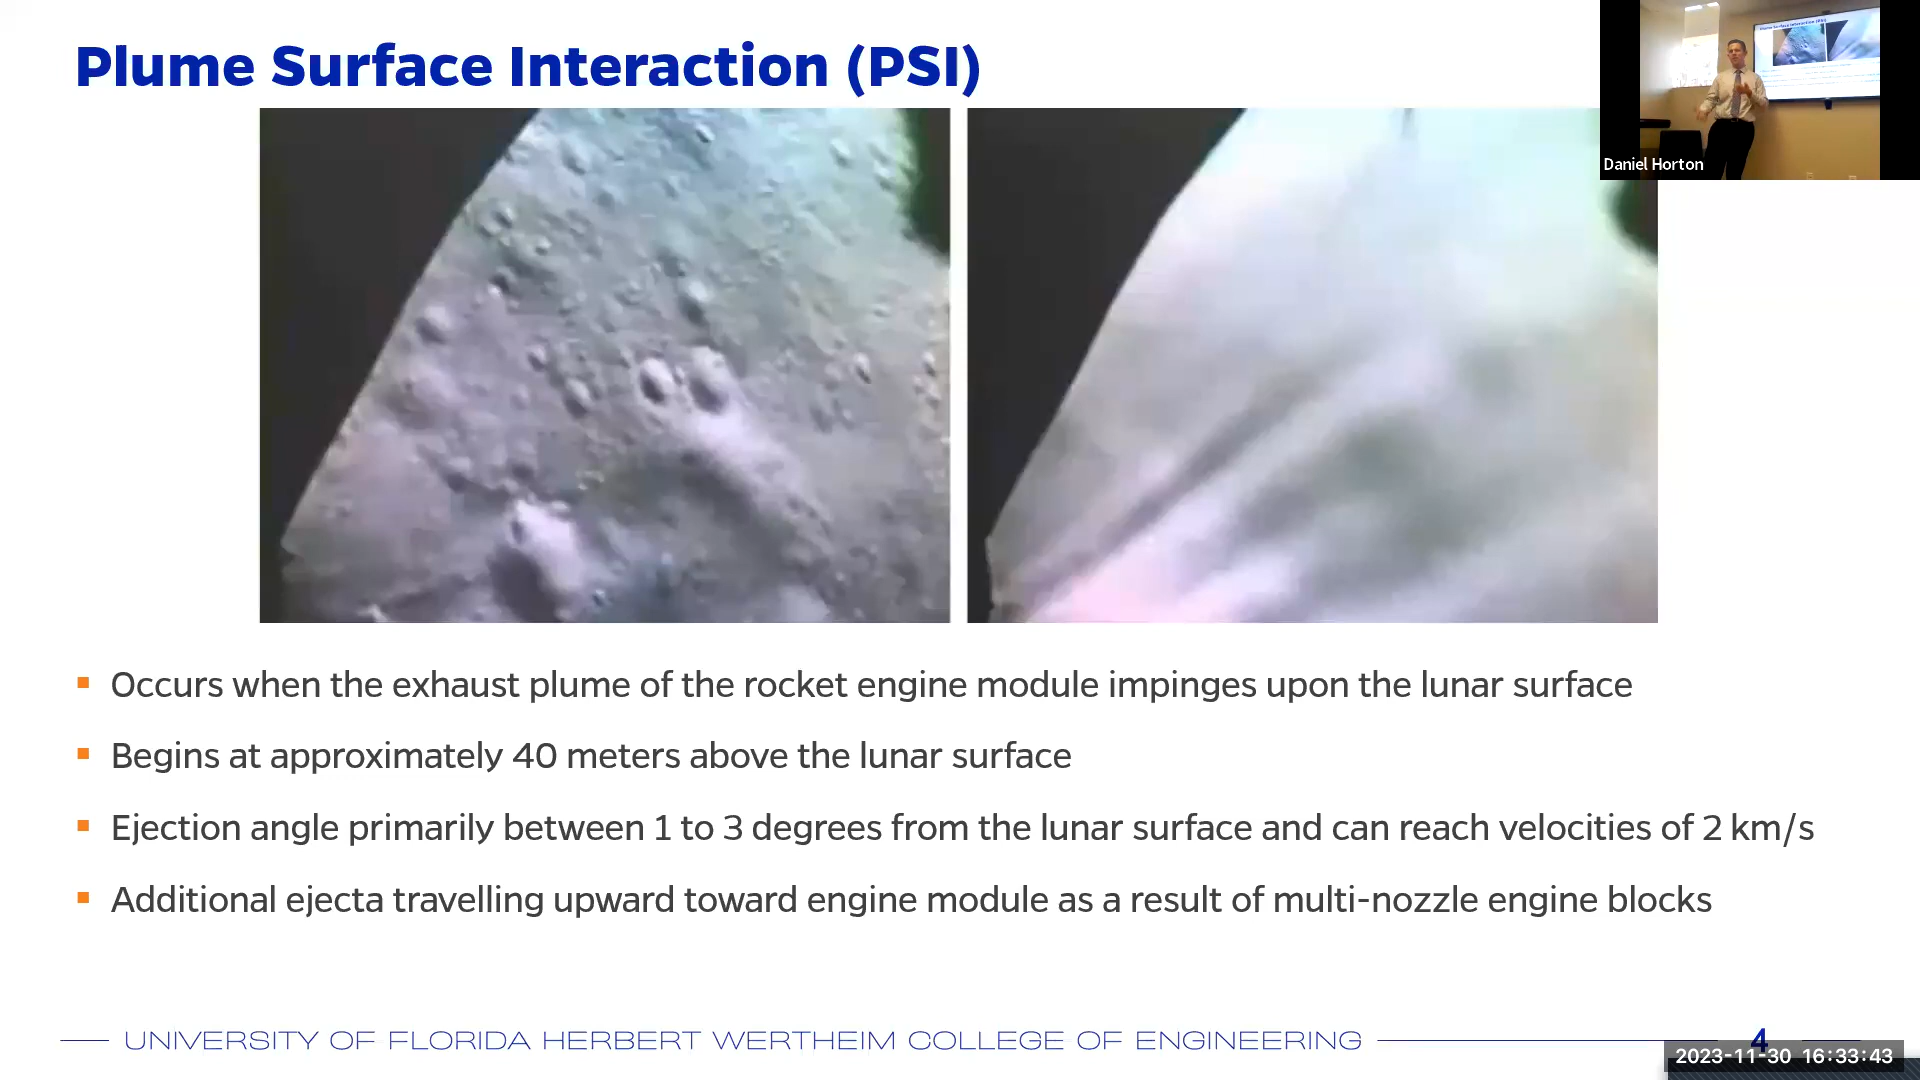 Plume Surface Interaction (PSI)
Daniel Horton
Occurs when the exhaust plume of the rocket engine module impinges upon the lunar surface
Begins at approximately 40 meters above the lunar surface
Ejection angle primarily between 1 to 3 degrees from the lunar surface and can reach velocities of 2 km/s
Additional ejecta travelling upward toward engine module as a result of multi-nozzle engine blocks
UNIVERSITY OF FLORIDA HERBERT WERTHEIM COLLEGE OF ENGINEERING
4
2023-11-30 16:33:43